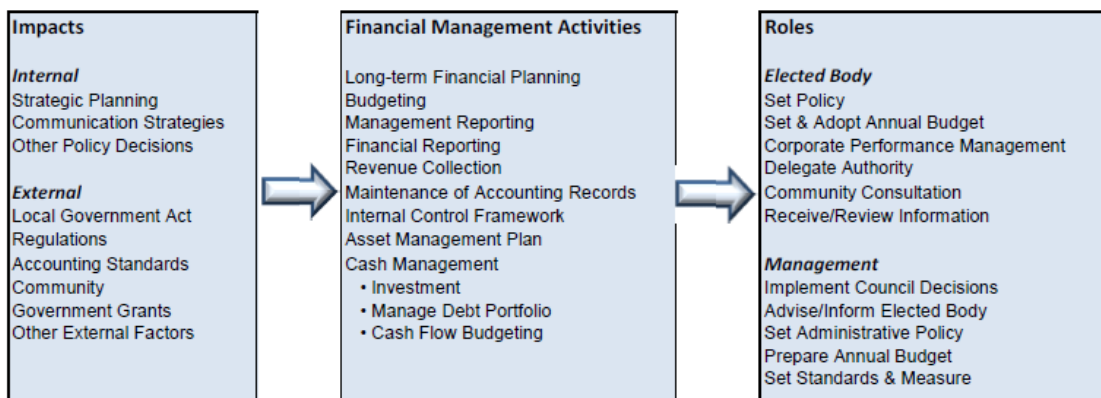 Impacts
Internal
Strategic Planning
Communication Strategies
Other Policy Decisions
External
Local Government Act
Regulations
Accounting Standards
Community
Government Grants
Other External Factors
Financial Management Activities
Long-term Financial Planning
Budgeting
Management Reporting
Financial Reporting
Revenue Collection
Maintenance of Accounting Records
Internal Control Framework
Asset Management Plan
Cash Management
• Investment
• Manage Debt Portfolio
• Cash Flow Budgeting
Roles
Elected Body
Set Policy
Set & Adopt Annual Budget
Corporate Performance Management
Delegate Authority
Community Consultation
Receive/Review Information
Management
Implement Council Decisions
Advise/Inform Elected Body
Set Administrative Policy
Prepare Annual Budget
Set Standards & Measure